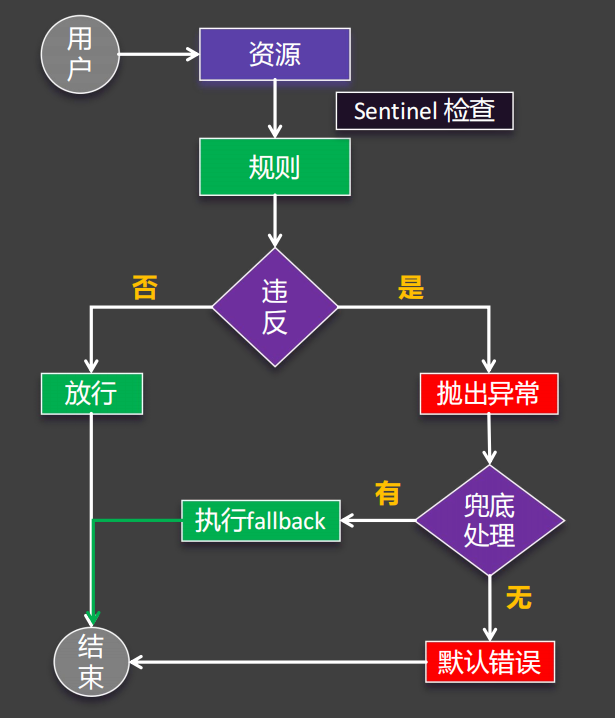 用
户
资源
Sentinel 检查
规则
违
反
否
是
放行
抛出异常
有
执行fallback
兜底
处理
无
结
束
默认错误